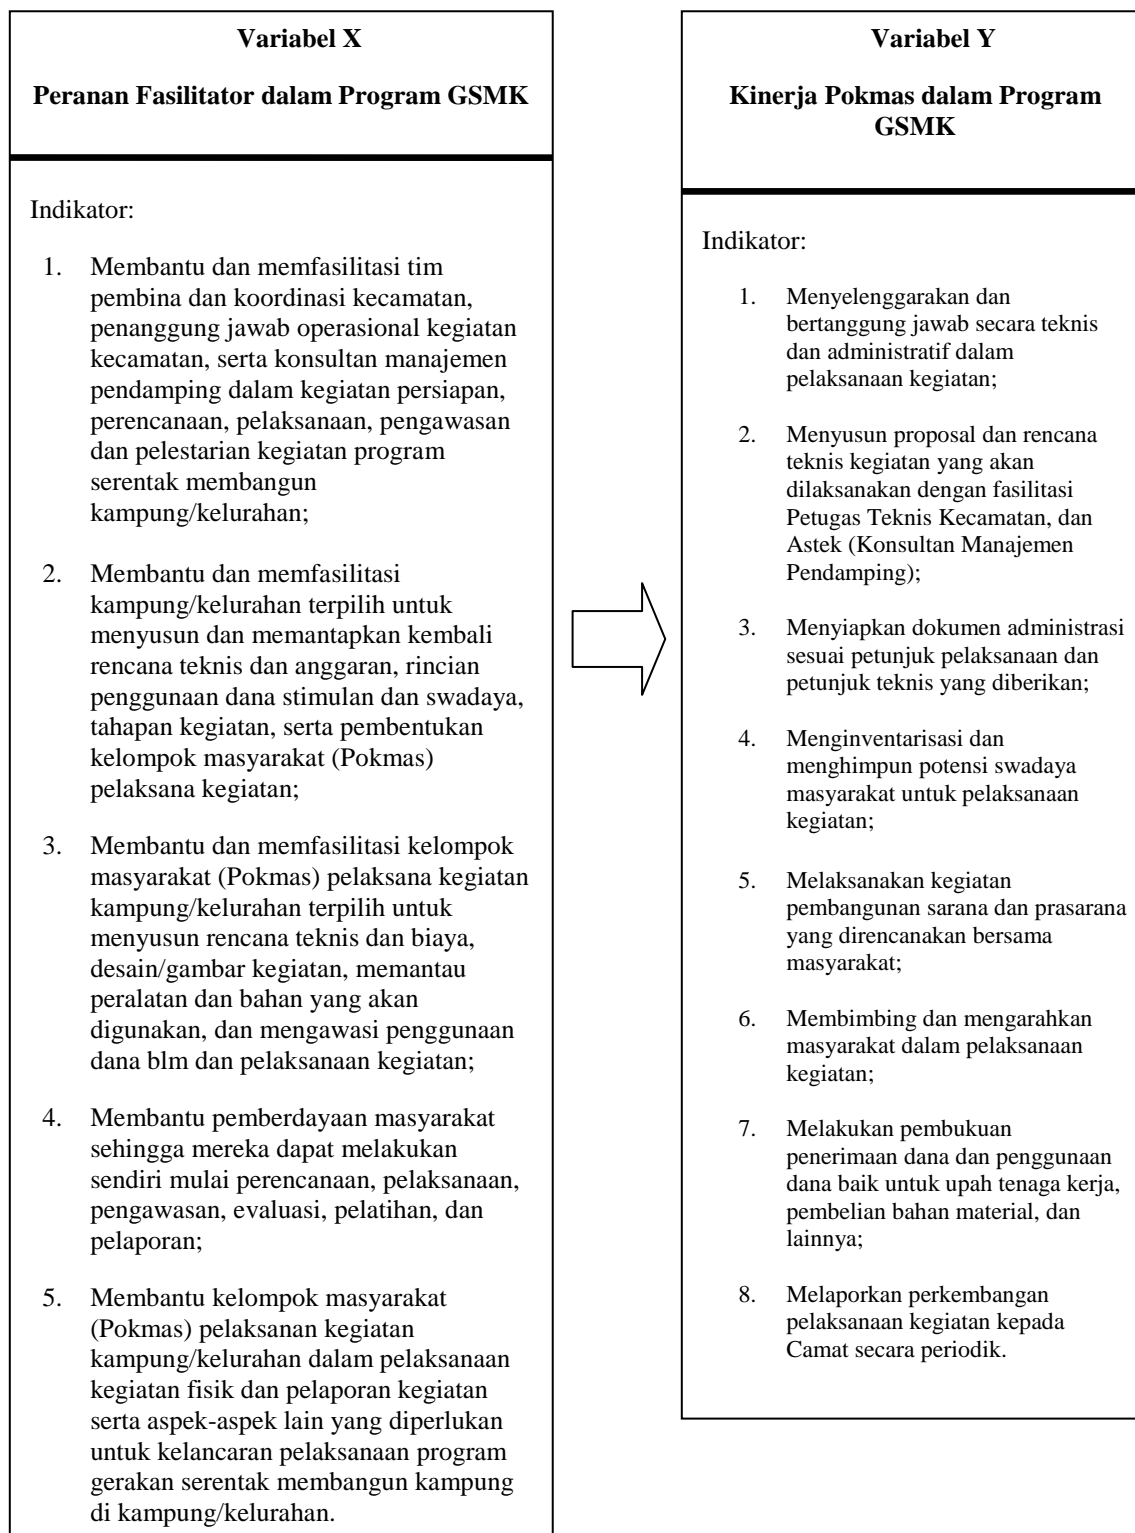 Variabel X
Peranan Fasilitator dalam Program GSMK
Indikator:
1. Membantu dan memfasilitasi tim
pembina dan koordinasi kecamatan,
penanggung jawab operasional kegiatan
kecamatan, serta konsultan manajemen
pendamping dalam kegiatan persiapan,
perencanaan, pelaksanaan, pengawasan
dan pelestarian kegiatan program
serentak membangun
kampung/kelurahan;
2. Membantu dan memfasilitasi
kampung/kelurahan terpilih untuk
menyusun dan memantapkan kembali
rencana teknis dan anggaran, rincian
penggunaan dana stimulan dan swadaya,
tahapan kegiatan, serta pembentukan
kelompok masyarakat (Pokmas)
pelaksana kegiatan;
3. Membantu dan memfasilitasi kelompok
masyarakat (Pokmas) pelaksana kegiatan
kampung/kelurahan terpilih untuk
menyusun rencana teknis dan biaya,
desain/gambar kegiatan, memantau
peralatan dan bahan yang akan
digunakan, dan mengawasi penggunaan
dana blm dan pelaksanaan kegiatan;
4. Membantu pemberdayaan masyarakat
sehingga mereka dapat melakukan
sendiri mulai perencanaan, pelaksanaan,
pengawasan, evaluasi, pelatihan, dan
pelaporan;
5. Membantu kelompok masyarakat
(Pokmas) pelaksanan kegiatan
kampung/kelurahan dalam pelaksanaan
kegiatan fisik dan pelaporan kegiatan
serta aspek-aspek lain yang diperlukan
untuk kelancaran pelaksanaan program
gerakan serentak membangun kampung
di kampung/kelurahan.
Variabel Y
Kinerja Pokmas dalam Program
GSMK
Indikator:
1. Menyelenggarakan dan
bertanggung jawab secara teknis
dan administratif dalam
pelaksanaan kegiatan;
2. Menyusun proposal dan rencana
teknis kegiatan yang akan
dilaksanakan dengan fasilitasi
Petugas Teknis Kecamatan, dan
Astek (Konsultan Manajemen
Pendamping);
3. Menyiapkan dokumen administrasi
sesuai petunjuk pelaksanaan dan
petunjuk teknis yang diberikan;
4. Menginventarisasi dan
menghimpun potensi swadaya
masyarakat untuk pelaksanaan
kegiatan;
5. Melaksanakan kegiatan
pembangunan sarana dan prasarana
yang direncanakan bersama
masyarakat;
6. Membimbing dan mengarahkan
masyarakat dalam pelaksanaan
kegiatan;
7. Melakukan pembukuan
penerimaan dana dan penggunaan
dana baik untuk upah tenaga kerja,
pembelian bahan material, dan
lainnya;
8. Melaporkan perkembangan
pelaksanaan kegiatan kepada
Camat secara periodik.